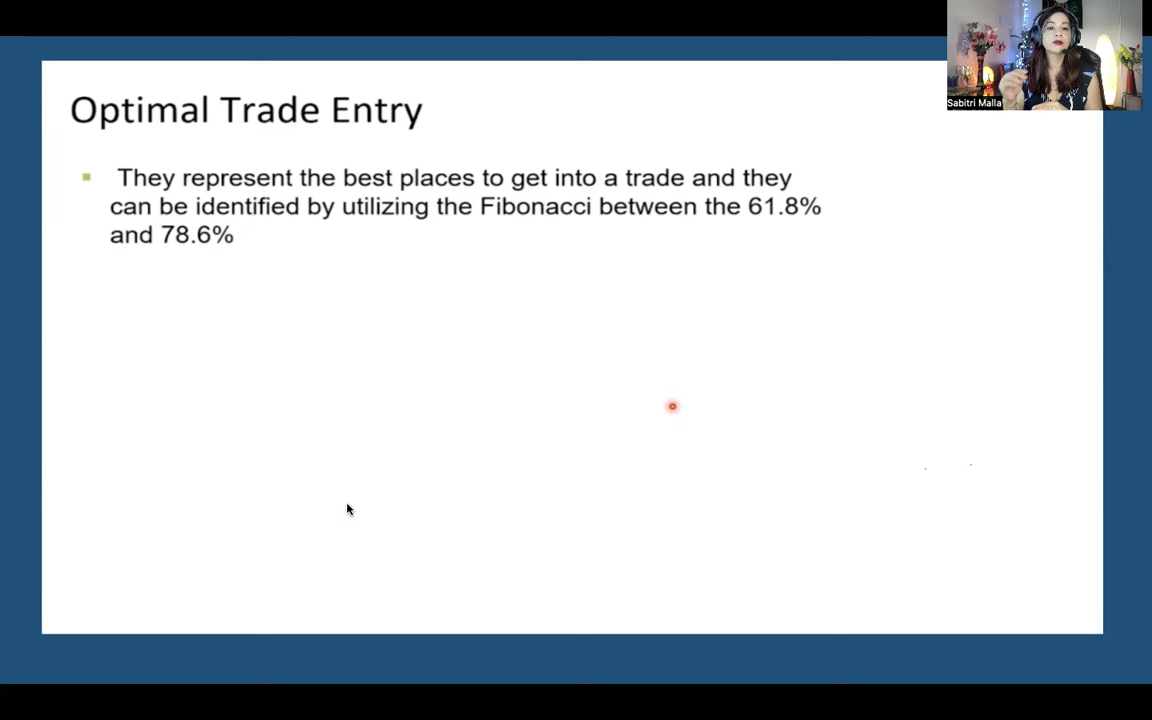 Optimal Trade Entry
They represent the best places to get into a trade and they
can be identified by utilizing the Fibonacci between the 61.8%
and 78.6%
Sabitri Malla